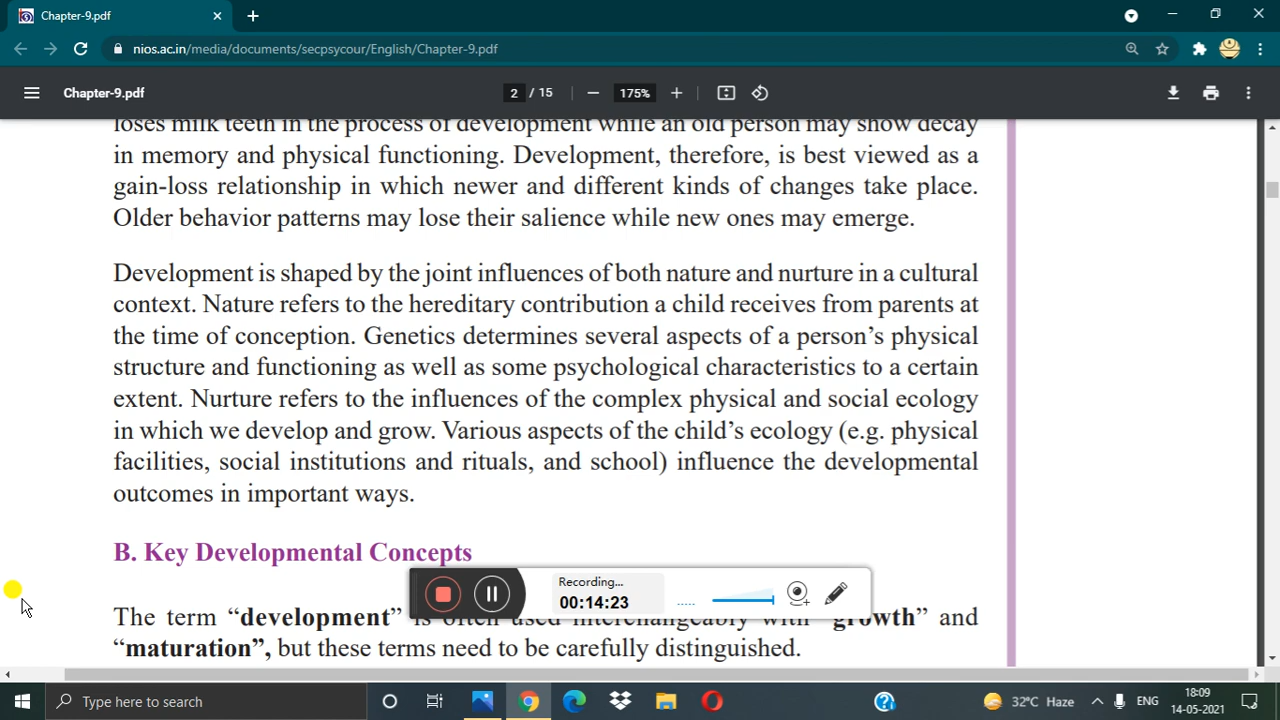 Chapter-9.pdf
nios.ac.in/media/documents/secpsycour/English/Chapter-9.pdf
Chapter-9.pdf
2 / 15
175%
loses milk teeth in the process of development while an old person may show decay
in memory and physical functioning. Development, therefore, is best viewed as a
gain-loss relationship in which newer and different kinds of changes take place.
Older behavior patterns may lose their salience while new ones may emerge.
Development is shaped by the joint influences of both nature and nurture in a cultural
context. Nature refers to the hereditary contribution a child receives from parents at
the time of conception. Genetics determines several aspects of a person's physical
structure and functioning as well as some psychological characteristics to a certain
extent. Nurture refers to the influences of the complex physical and social ecology
in which we develop and grow. Various aspects of the child's ecology (e.g. physical
facilities, social institutions and rituals, and school) influence the developmental
outcomes in important ways.
B. Key Developmental Concepts
Recording...
00:14:23
The term “development” is often used interchangeably with “growth” and
“maturation”, but these terms need to be carefully distinguished.
Type here to search
32°C Haze
ENG
18:09
14-05-2021